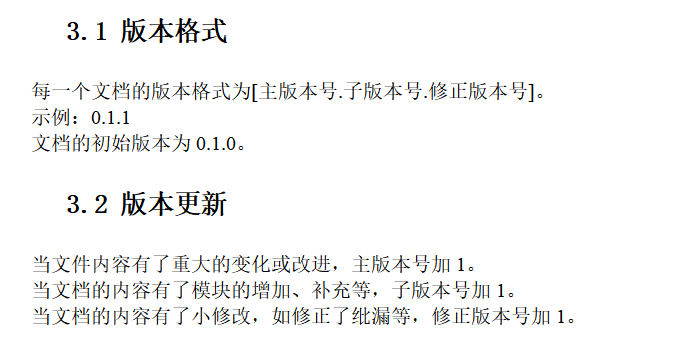 3.1 版本格式
每一个文档的版本格式为[主版本号.子版本号.修正版本号]。
示例：0.1.1
文档的初始版本为 0.1.0。
3.2 版本更新
当文件内容有了重大的变化或改进，主版本号加 1。
当文档的内容有了模块的增加、补充等，子版本号加 1。
当文档的内容有了小修改，如修正了纰漏等，修正版本号加 1。